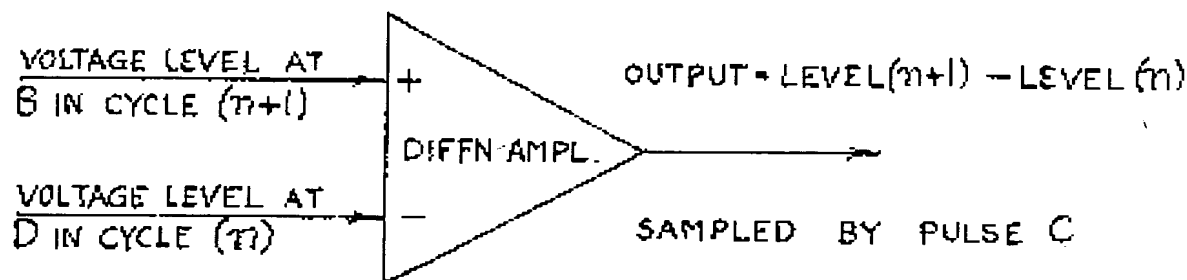 VOLTAGE LEVEL AT
B IN CYCLE (n+1)
+
DIFFN AMPL.
OUTPUT = LEVEL(n+1) - LEVEL(n)
VOLTAGE LEVEL AT
D IN CYCLE (n)
-
SAMPLED BY PULSE C